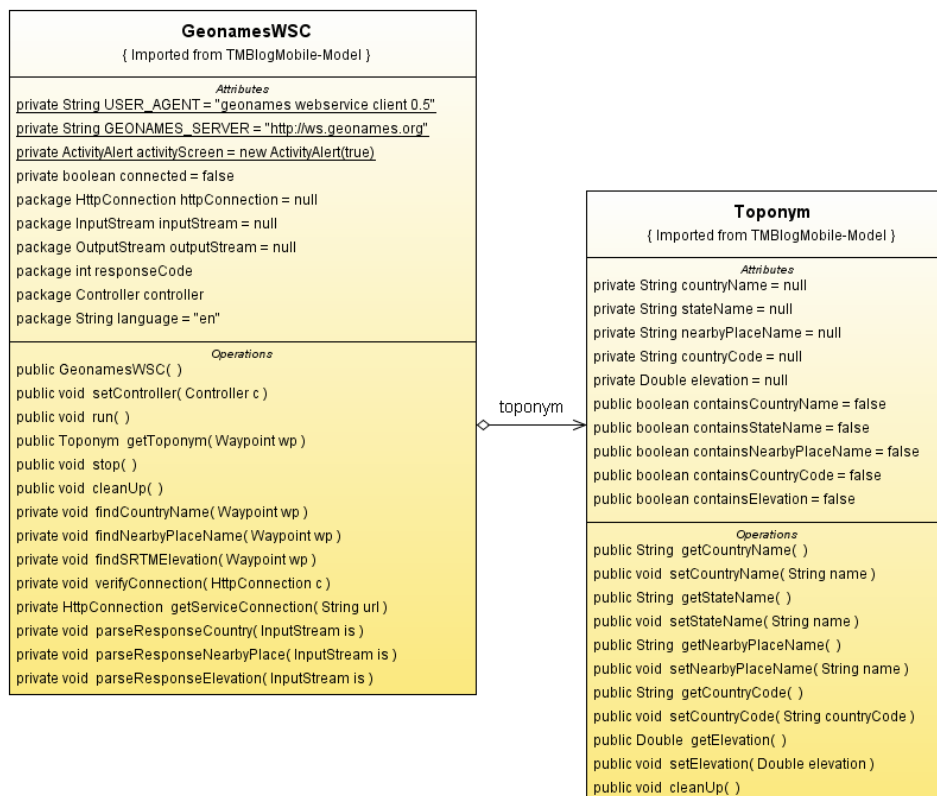 GeonamesWSC
{ Imported from TMBlogMobile-Model }
Attributes
private String USER_AGENT = "geonames webservice client 0.5"
private String GEONAMES_SERVER = "http://ws.geonames.org"
private ActivityAlert activityScreen = new ActivityAlert(true)
private boolean connected = false
package HttpConnection httpConnection = null
package InputStream inputStream = null
package OutputStream outputStream = null
package int responseCode
package Controller controller
package String language = "en"
Operations
public GeonamesWSC( )
public void setController( Controller c )
public void run( )
public Toponym getToponym( Waypoint wp )
public void stop( )
public void cleanUp( )
private void findCountryName( Waypoint wp )
private void findNearbyPlaceName( Waypoint wp )
private void findSRTMElevation( Waypoint wp )
private void verifyConnection( HttpConnection c )
private HttpConnection getServiceConnection( String url )
private void parseResponseCountry( InputStream is )
private void parseResponseNearbyPlace( InputStream is )
private void parseResponseElevation( InputStream is )
toponym
Toponym
{ Imported from TMBlogMobile-Model }
Attributes
private String countryName = null
private String stateName = null
private String nearbyPlaceName = null
private String countryCode = null
private Double elevation = null
public boolean containsCountryName = false
public boolean containsStateName = false
public boolean containsNearbyPlaceName = false
public boolean containsCountryCode = false
public boolean containsElevation = false
Operations
public String getCountryName( )
public void setCountryName( String name )
public String getStateName( )
public void setStateName( String name )
public String getNearbyPlaceName( )
public void setNearbyPlaceName( String name )
public String getCountryCode( )
public void setCountryCode( String countryCode )
public Double getElevation( )
public void setElevation( Double elevation )
public void cleanUp( )